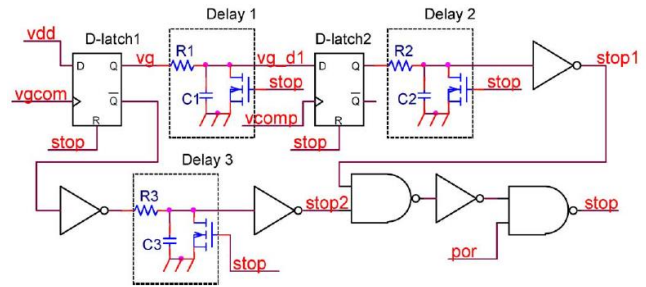 Delay 1
Delay 2
vdd
D-latch1
D-latch2
vg
R1
vg_d1
R2
stop1
D
Q
D
Q
vgcom
Q
C1
stop
Q
C2
stop
R
vcomp
R
stop
stop
Delay 3
R3
stop2
stop
C3
stop
por